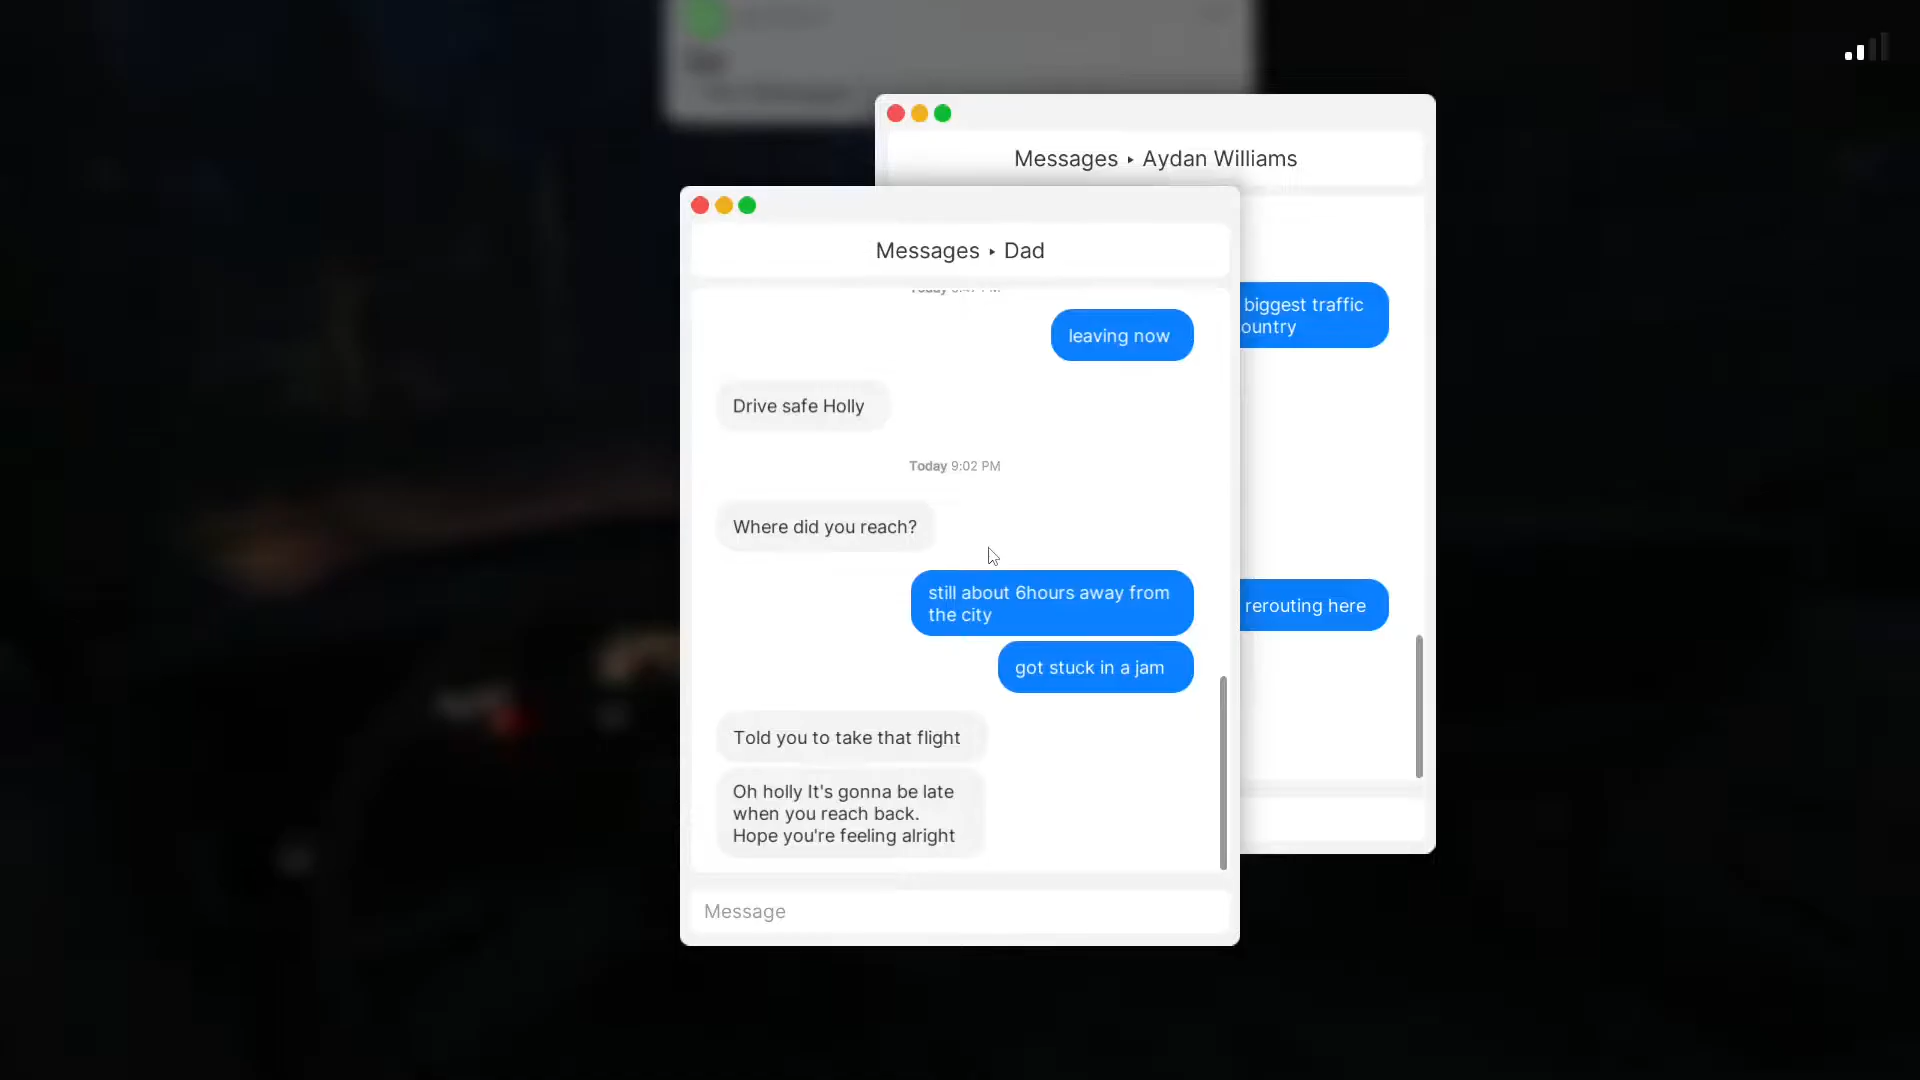 Messages ▸ Aydan Williams
biggest traffic
ountry
rerouting here
Messages ▸ Dad
leaving now
Drive safe Holly
Today 9:02 PM
Where did you reach?
still about 6hours away from
the city
got stuck in a jam
Told you to take that flight
Oh holly It's gonna be late
when you reach back.
Hope you're feeling alright
Message